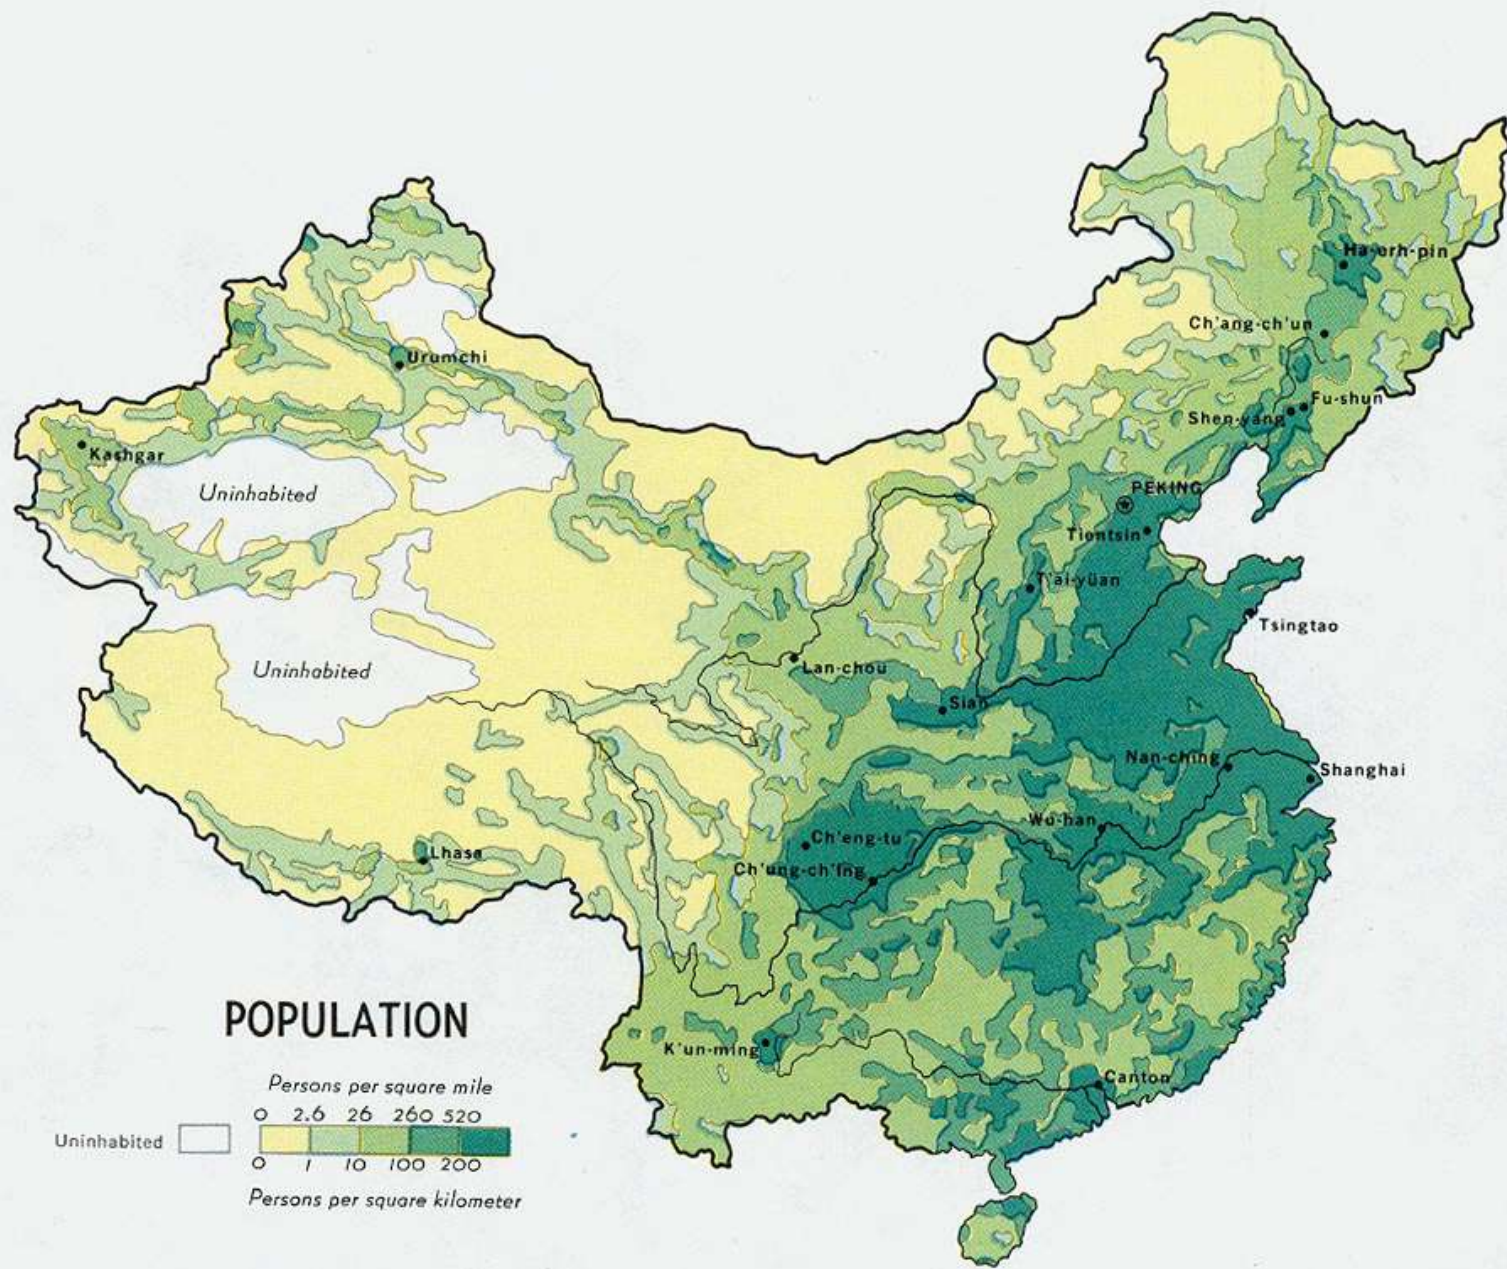 Ha-erh-pin
Ch'ang-ch'un
Urumchi
Fu-shun
Shen-yang
Kashgar
Uninhabited
PEKING
Tientsin
T'ai-yüan
Tsingtao
Uninhabited
Lan-chou
Sian
Nan-ching
Shanghai
Wu-han
Ch'eng-tu
Lhasa
Ch'ung-ch'ing
POPULATION
K'un-ming
Canton
Persons per square mile
0 2.6 26 260 520
Uninhabited
0 1 10 100 200
Persons per square kilometer